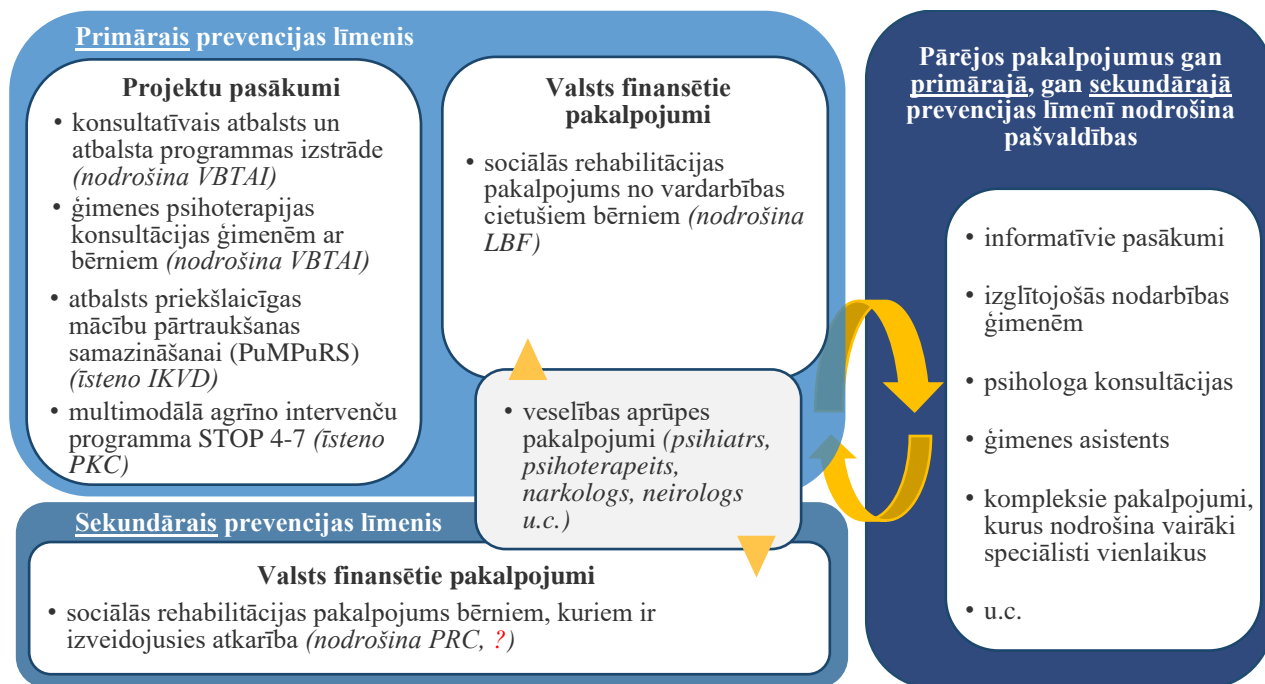 Primārais prevencijas līmenis
Projektu pasākumi
• konsultatīvais atbalsts un
atbalsta programmas izstrāde
(nodrošina VBTAI)
• ģimenes psihoterapijas
konsultācijas ģimenēm ar
bērniem (nodrošina VBTAI)
• atbalsts priekšlaicīgas
mācību pārtraukšanas
samazināšanai (PuMPuRS)
(īsteno IKVD)
• multimodālā agrīno intervenču
programma STOP 4-7 (īsteno
PKC)
Valsts finansētie
pakalpojumi
• sociālās rehabilitācijas
pakalpojums no vardarbības
cietušiem bērniem (nodrošina
LBF)
• veselības aprūpes
pakalpojumi (psihiatrs,
psihoterapeits,
narkologs, neirologs
u.c.)
Sekundārais prevencijas līmenis
Valsts finansētie pakalpojumi
• sociālās rehabilitācijas pakalpojums bērniem, kuriem ir
izveidojusies atkarība (nodrošina PRC, ?)
Pārējos pakalpojumus gan
primārajā, gan sekundārajā
prevencijas līmenī nodrošina
pašvaldības
• informatīvie pasākumi
• izglītojošās nodarbības
ģimenēm
• psihologa konsultācijas
• ģimenes asistents
• kompleksie pakalpojumi,
kurus nodrošina vairāki
speciālisti vienlaikus
• u.c.